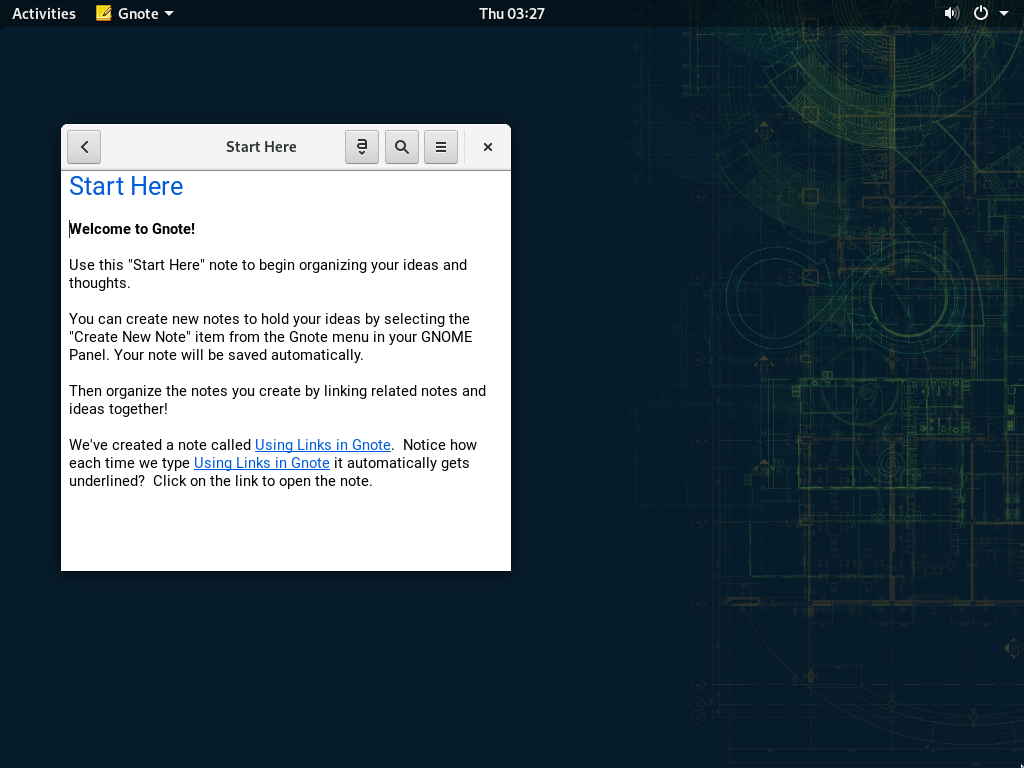 Activities
Gnote
Thu 03:27
Start Here
a
Start Here
Welcome to Gnote!
Use this "Start Here" note to begin organizing your ideas and
thoughts.
You can create new notes to hold your ideas by selecting the
"Create New Note" item from the Gnote menu in your GNOME
Panel. Your note will be saved automatically.
Then organize the notes you create by linking related notes and
ideas together!
We've created a note called Using Links in Gnote.  Notice how
each time we type Using Links in Gnote it automatically gets
underlined?  Click on the link to open the note.